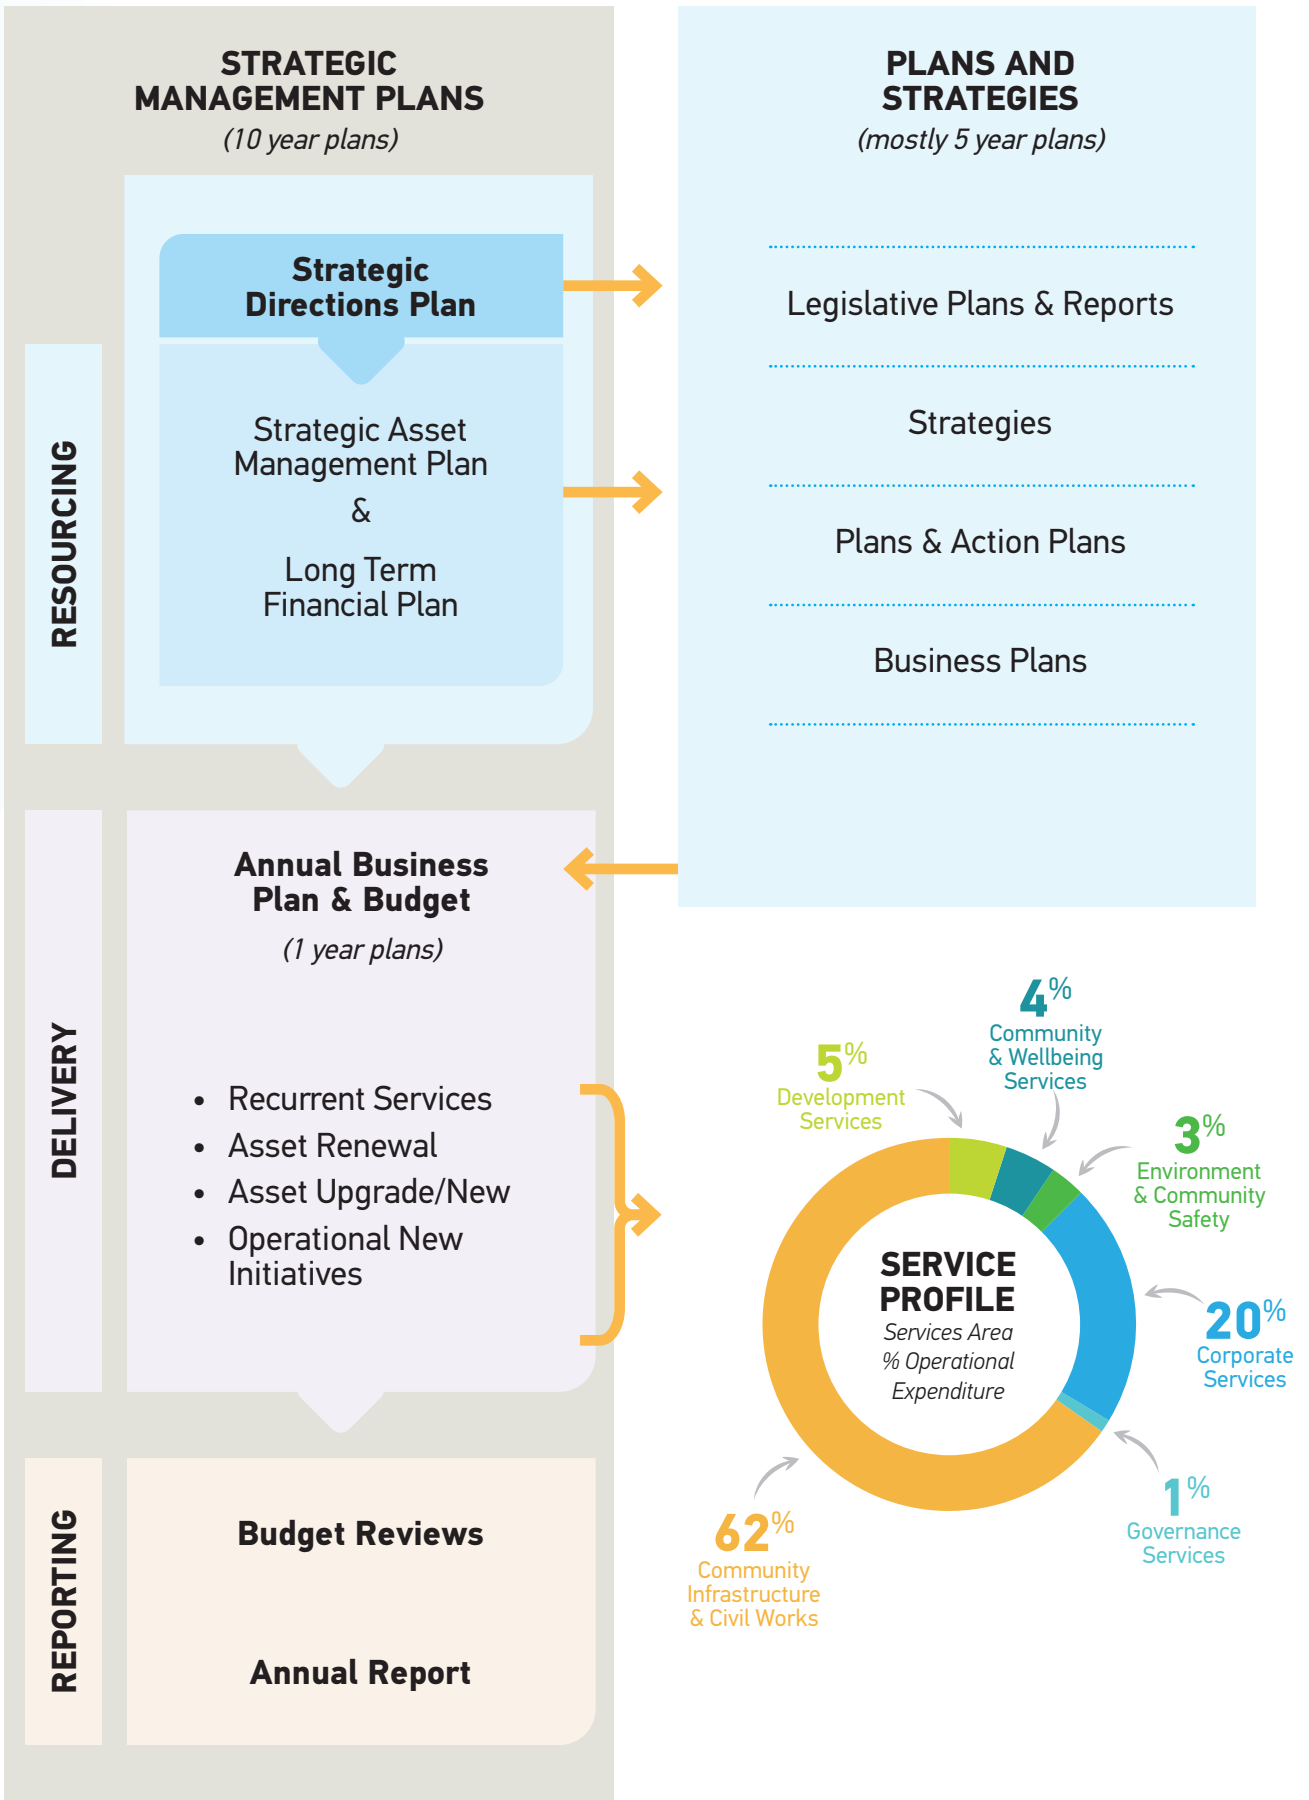 STRATEGIC
MANAGEMENT PLANS
(10 year plans)
Strategic
Directions Plan
RESOURCING
Strategic Asset
Management Plan
&
Long Term
Financial Plan
PLANS AND
STRATEGIES
(mostly 5 year plans)
Legislative Plans & Reports
Strategies
Plans & Action Plans
Business Plans
DELIVERY
Annual Business
Plan & Budget
(1 year plans)
• Recurrent Services
• Asset Renewal
• Asset Upgrade/New
• Operational New
Initiatives
REPORTING
Budget Reviews
Annual Report
SERVICE
PROFILE
Services Area
% Operational
Expenditure
5%
Development
Services
4%
Community
& Wellbeing
Services
3%
Environment
& Community
Safety
20%
Corporate
Services
1%
Governance
Services
62%
Community
Infrastructure
& Civil Works